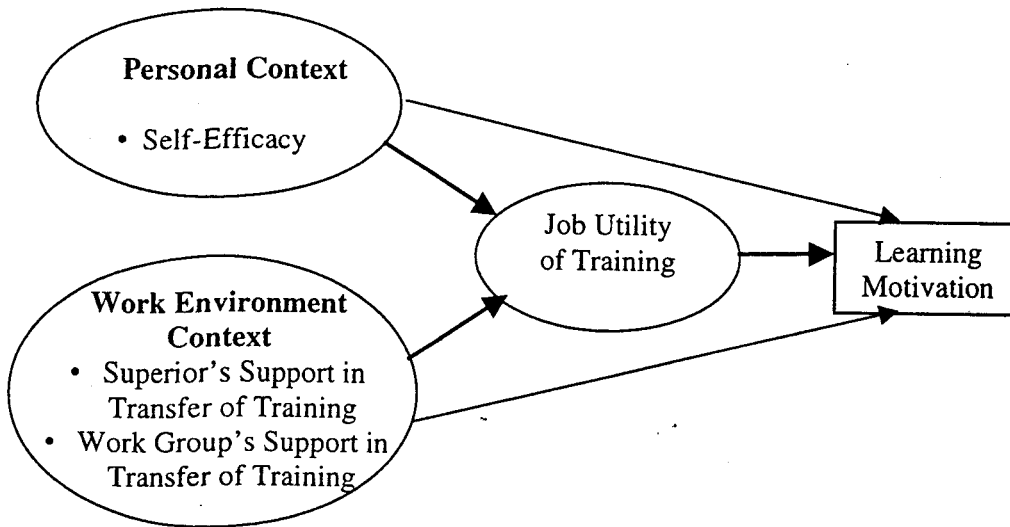 Personal Context
• Self-Efficacy
Job Utility
of Training
Learning
Motivation
Work Environment
Context
• Superior's Support in
Transfer of Training
• Work Group's Support in
Transfer of Training